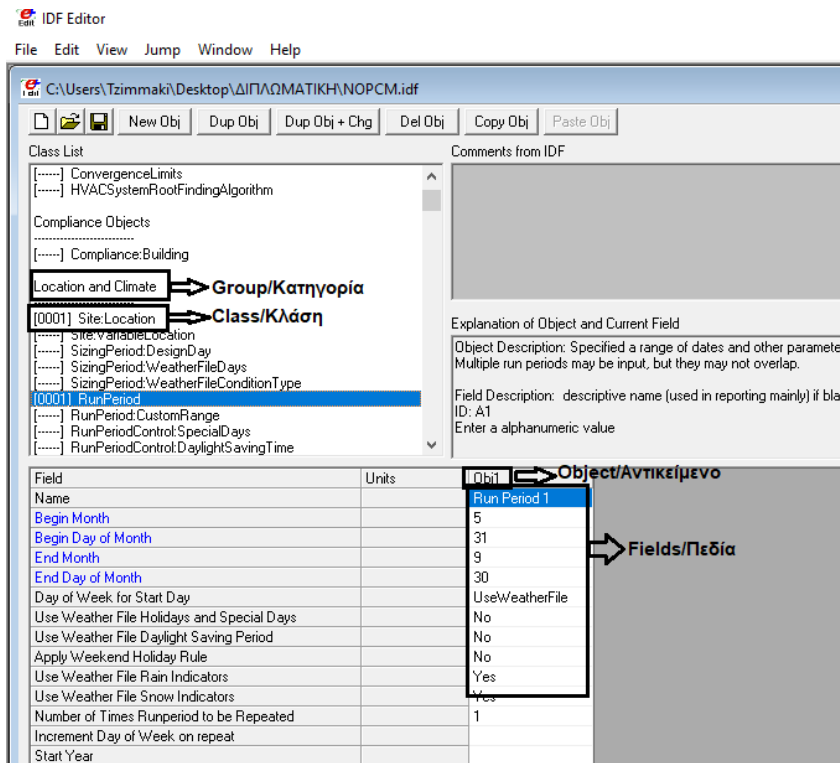 IDF Editor
File Edit View Jump Window Help
C:\Users\Tzimmaki\Desktop\ΔΙΠΛΩΜΑΤΙΚΗ\NOPCM.idf
New Obj Dup Obj Dup Obj + Chg Del Obj Copy Obj Paste Obj
Class List
Comments from IDF
[------] ConvergenceLimits
[------] HVACSystemRootFindingAlgorithm
Compliance Objects
-------------------------
[------] Compliance:Building
Location and Climate
Group/Κατηγορία
[0001] Site:Location
Class/Κλάση
[------] Site:VariableLocation
[------] SizingPeriod:DesignDay
[------] SizingPeriod:WeatherFileDays
[------] SizingPeriod:WeatherFileConditionType
[0001] RunPeriod
[------] RunPeriod:CustomRange
[------] RunPeriodControl:SpecialDays
[------] RunPeriodControl:DaylightSavingTime
Explanation of Object and Current Field
Object Description: Specified a range of dates and other paramete
Multiple run periods may be input, but they may not overlap.
Field Description: descriptive name (used in reporting mainly) if bla
ID: A1
Enter a alphanumeric value
Field Units Obj1
Object/Αντικείμενο
Name Run Period 1
Begin Month 5
Begin Day of Month 31
End Month 9
Fields/Πεδία
End Day of Month 30
Day of Week for Start Day UseWeatherFile
Use Weather File Holidays and Special Days No
Use Weather File Daylight Saving Period No
Apply Weekend Holiday Rule No
Use Weather File Rain Indicators Yes
Use Weather File Snow Indicators Yes
Number of Times Runperiod to be Repeated 1
Increment Day of Week on repeat
Start Year